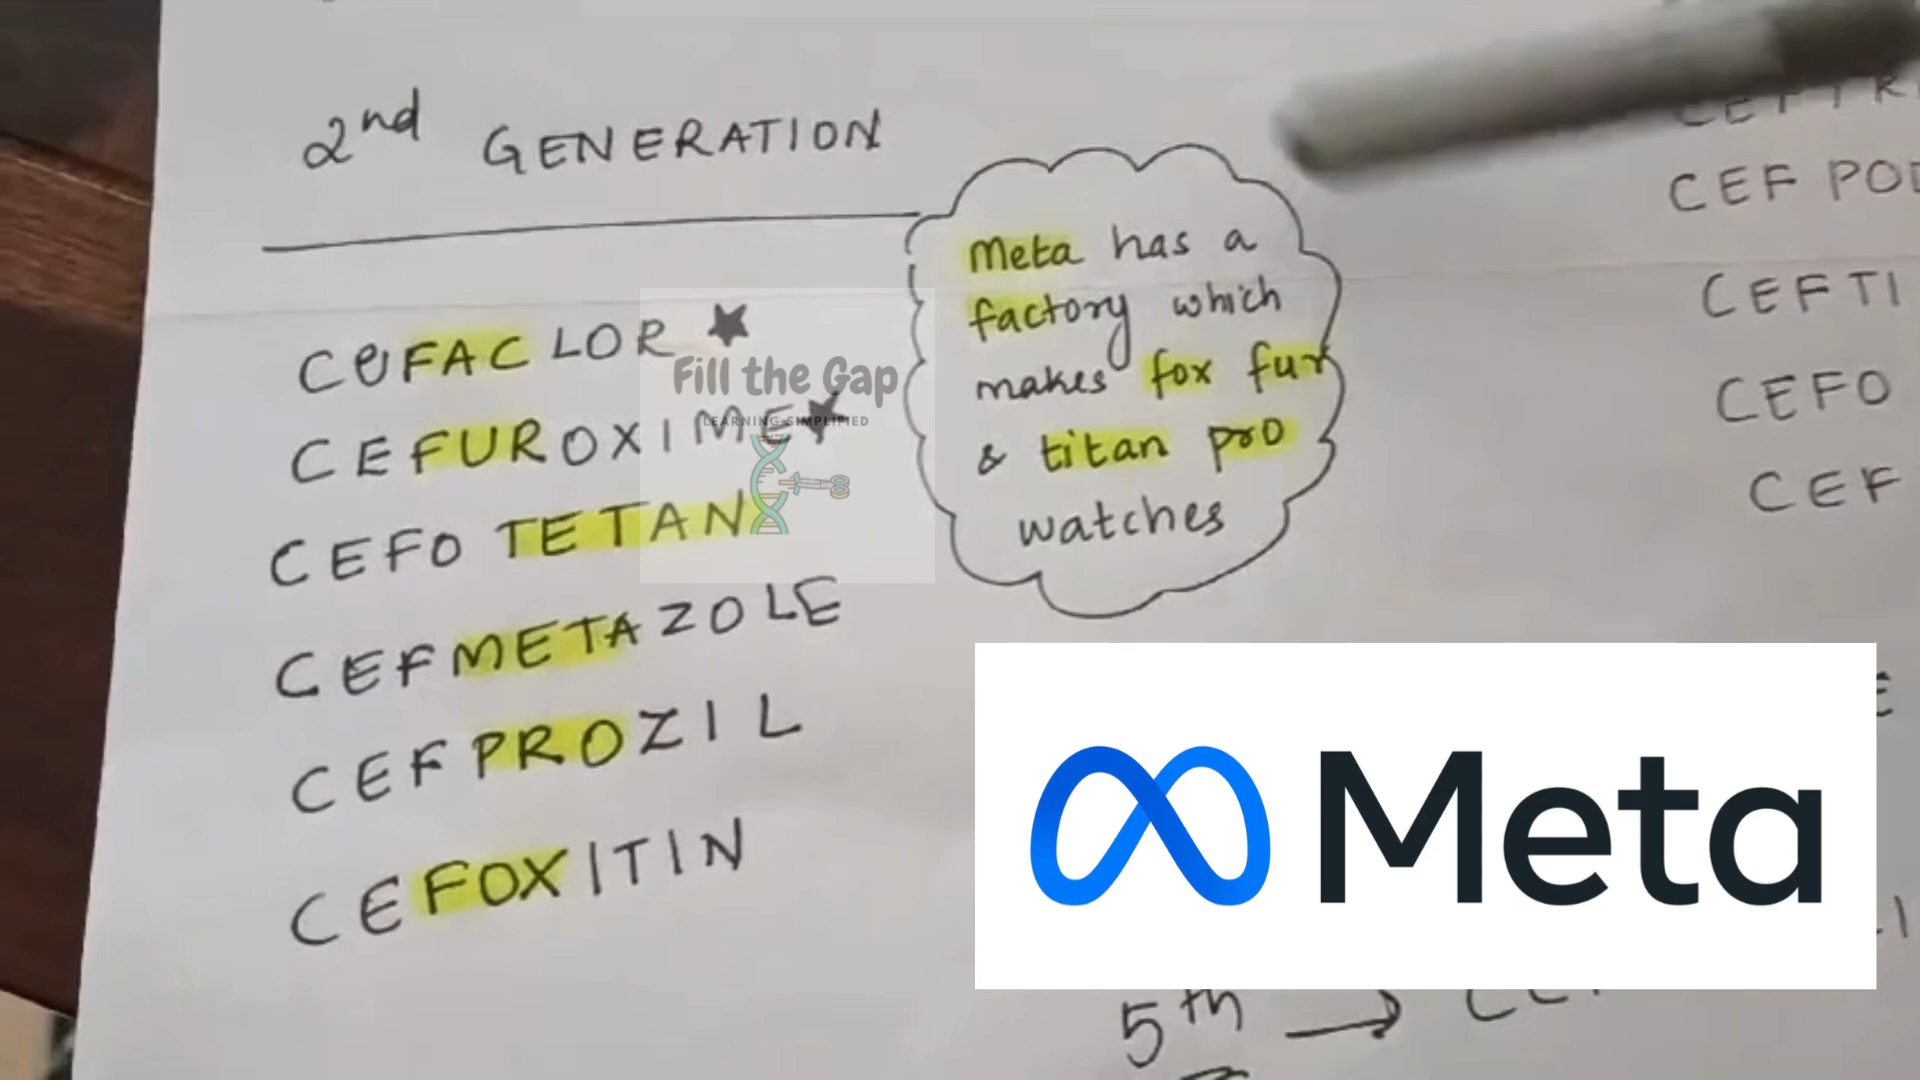 2nd GENERATION
CEFACLOR ★
CEFUROXIME ★
CEFO TETAN
CEFMETAZOLE
CEFPROZIL
CEFOXITIN
Meta has a
factory which
makes fox fur
& titan pro
watches
Fill the Gap
LEARNING SIMPLIFIED
CEFTR
CEF POD
CEFTI
CEFO
CEF
Meta
5th →